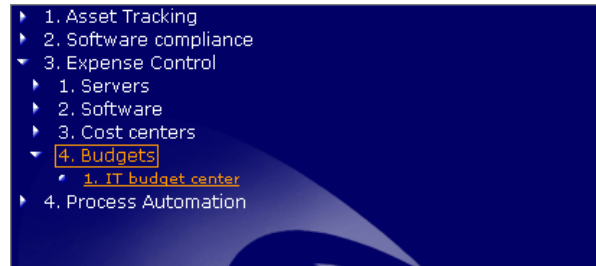 1. Asset Tracking
2. Software compliance
3. Expense Control
1. Servers
2. Software
3. Cost centers
4. Budgets
1. IT budget center
4. Process Automation